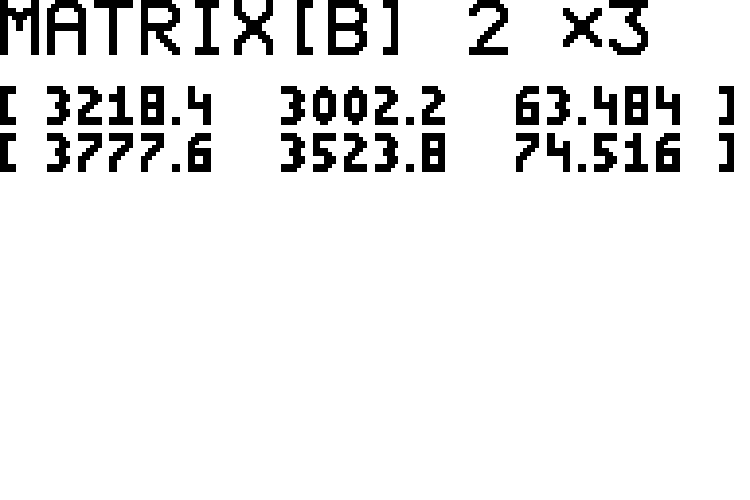 MATRIX[B] 2 ×3
[ 3218.4 3002.2 63.484 ]
[ 3777.6 3523.8 74.516 ]